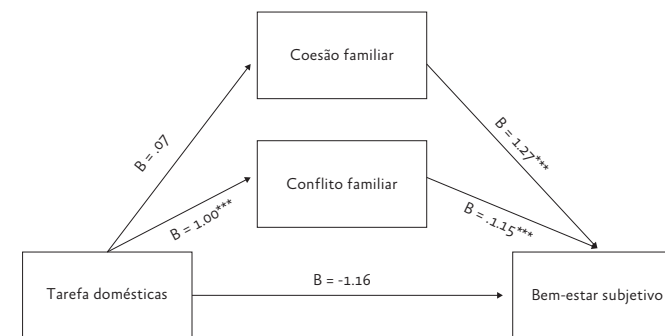 Coesão familiar
B = .07
B = 1.27***
Conflito familiar
B = 1.00***
B = .1.15***
Tarefa domésticas
B = -1.16
Bem-estar subjetivo